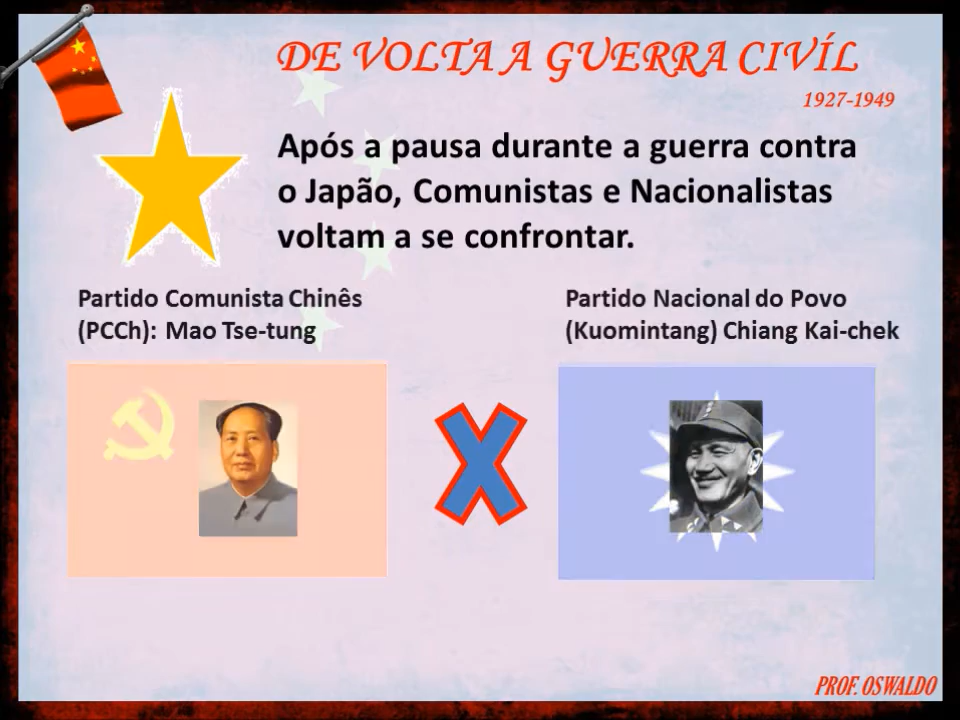 DE VOLTA A GUERRA CIVÍL
1927-1949
Após a pausa durante a guerra contra
o Japão, Comunistas e Nacionalistas
voltam a se confrontar.
Partido Comunista Chinês
(PCCh): Mao Tse-tung
Partido Nacional do Povo
(Kuomintang) Chiang Kai-chek
X
PROF. OSWALDO